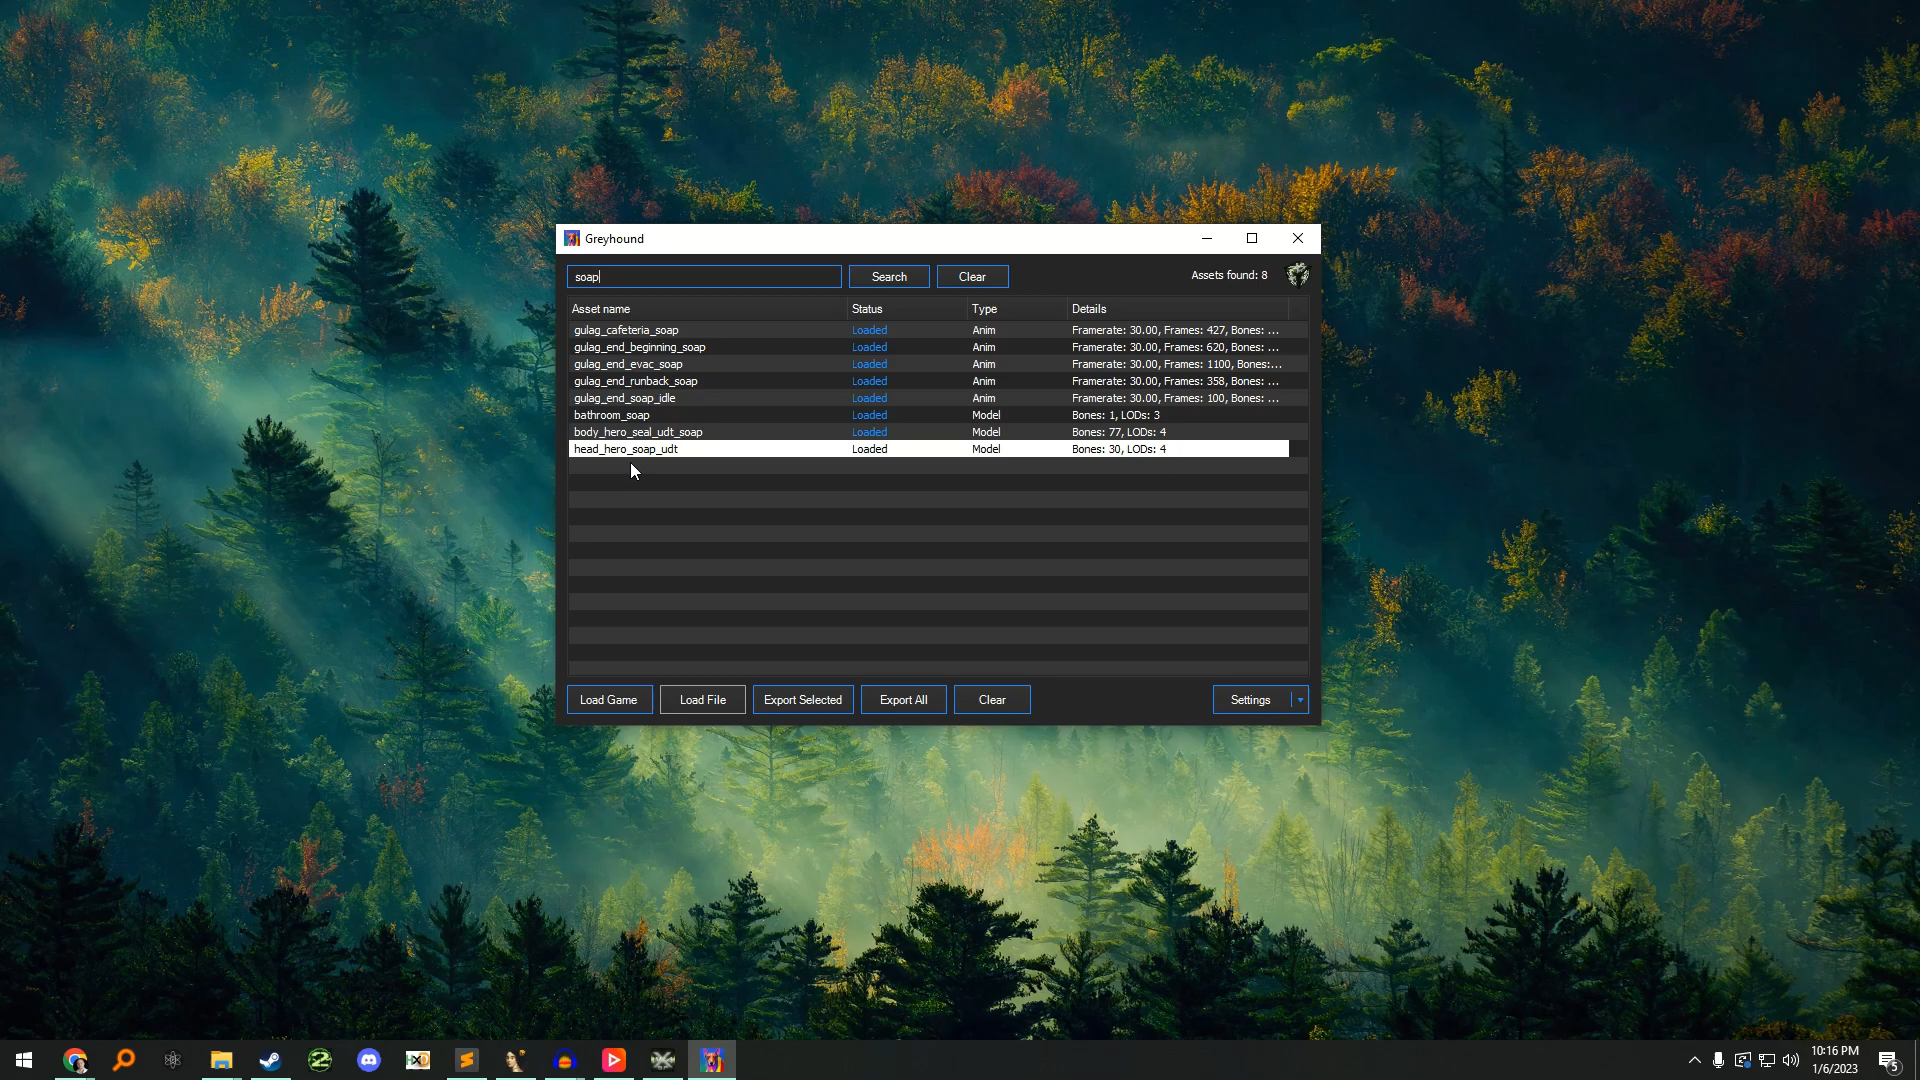 Greyhound
soap
Search
Clear
Assets found: 8
Asset name Status Type Details
gulag_cafeteria_soap Loaded Anim Framerate: 30.00, Frames: 427, Bones: ...
gulag_end_beginning_soap Loaded Anim Framerate: 30.00, Frames: 620, Bones: ...
gulag_end_evac_soap Loaded Anim Framerate: 30.00, Frames: 1100, Bones:...
gulag_end_runback_soap Loaded Anim Framerate: 30.00, Frames: 358, Bones: ...
gulag_end_soap_idle Loaded Anim Framerate: 30.00, Frames: 100, Bones: ...
bathroom_soap Loaded Model Bones: 1, LODs: 3
body_hero_seal_udt_soap Loaded Model Bones: 77, LODs: 4
head_hero_soap_udt Loaded Model Bones: 30, LODs: 4
Load Game
Load File
Export Selected
Export All
Clear
Settings
HXD
10:16 PM
1/6/2023
5